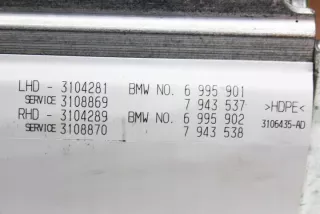 LHD - 3104281 BMW NO. 6 995 901
SERVICE 3108869 7 943 537
RHD - 3104289 BMW NO. 6 995 902
SERVICE 3108870 7 943 538
>HDPE<
3106435-AD